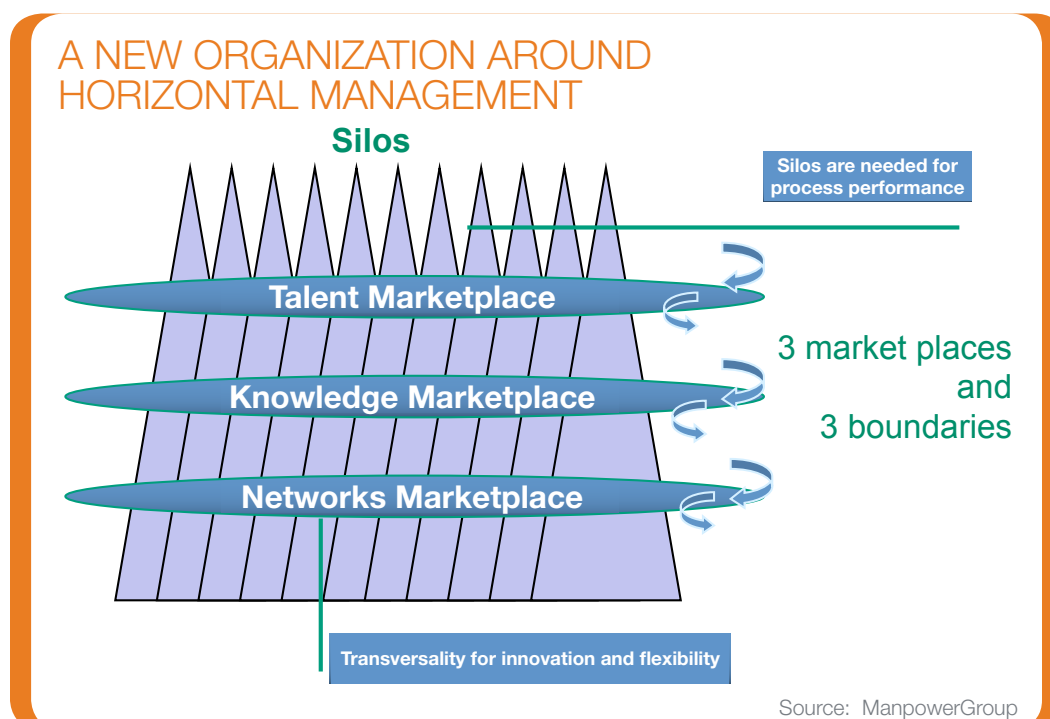 A NEW ORGANIZATION AROUND
HORIZONTAL MANAGEMENT
Silos
Silos are needed for
process performance
Talent Marketplace
Knowledge Marketplace
Networks Marketplace
3 market places
and
3 boundaries
Transversality for innovation and flexibility
Source: ManpowerGroup